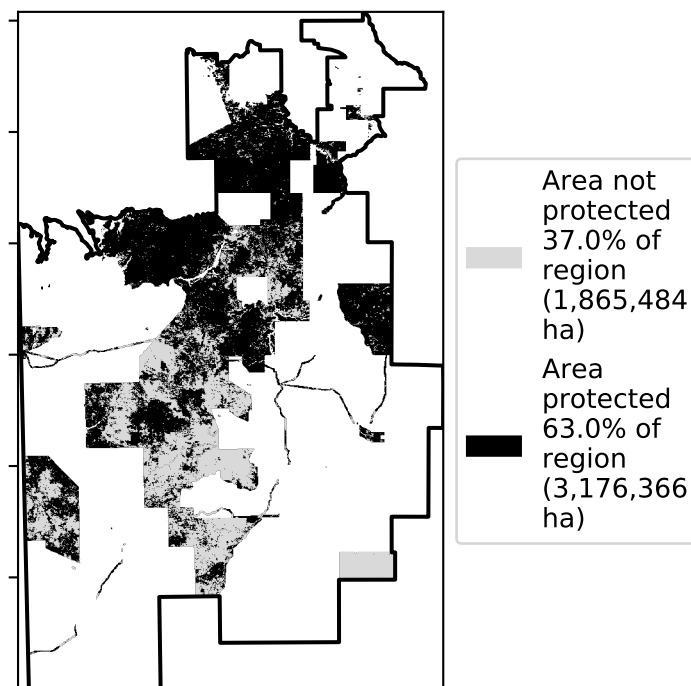 Area not
protected
37.0% of
region
(1,865,484
ha)
Area
protected
63.0% of
region
(3,176,366
ha)